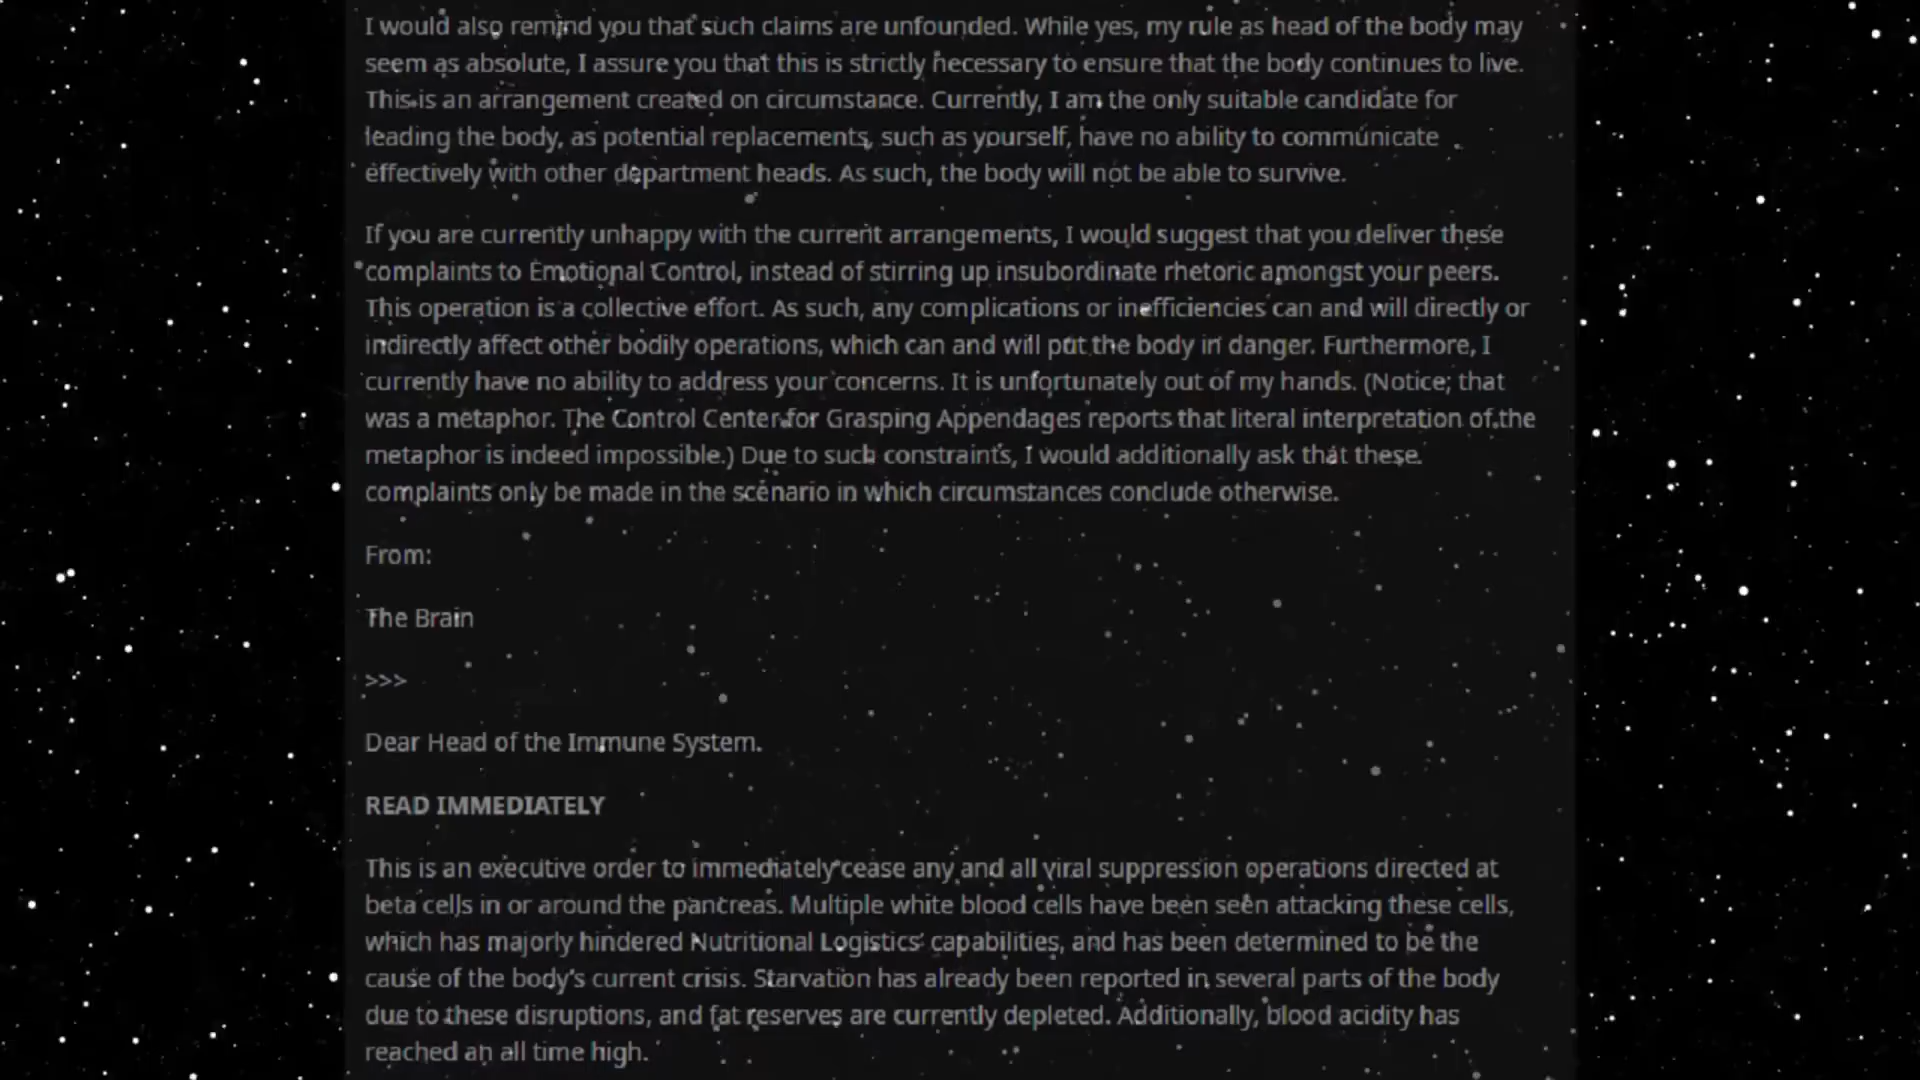 I would also remind you that such claims are unfounded. While yes, my rule as head of the body may
seem as absolute, I assure you that this is strictly necessary to ensure that the body continues to live.
This is an arrangement created on circumstance. Currently, I am the only suitable candidate for
leading the body, as potential replacements, such as yourself, have no ability to communicate
effectively with other department heads. As such, the body will not be able to survive.
If you are currently unhappy with the current arrangements, I would suggest that you deliver these
complaints to Emotional Control, instead of stirring up insubordinate rhetoric amongst your peers.
This operation is a collective effort. As such, any complications or inefficiencies can and will directly or
indirectly affect other bodily operations, which can and will put the body in danger. Furthermore, I
currently have no ability to address your concerns. It is unfortunately out of my hands. (Notice; that
was a metaphor. The Control Center for Grasping Appendages reports that literal interpretation of the
metaphor is indeed impossible.) Due to such constraints, I would additionally ask that these
complaints only be made in the scenario in which circumstances conclude otherwise.
From:
The Brain
>>>
Dear Head of the Immune System.
READ IMMEDIATELY
This is an executive order to immediately cease any and all viral suppression operations directed at
beta cells in or around the pancreas. Multiple white blood cells have been seen attacking these cells,
which has majorly hindered Nutritional Logistics' capabilities, and has been determined to be the
cause of the body's current crisis. Starvation has already been reported in several parts of the body
due to these disruptions, and fat reserves are currently depleted. Additionally, blood acidity has
reached an all time high.